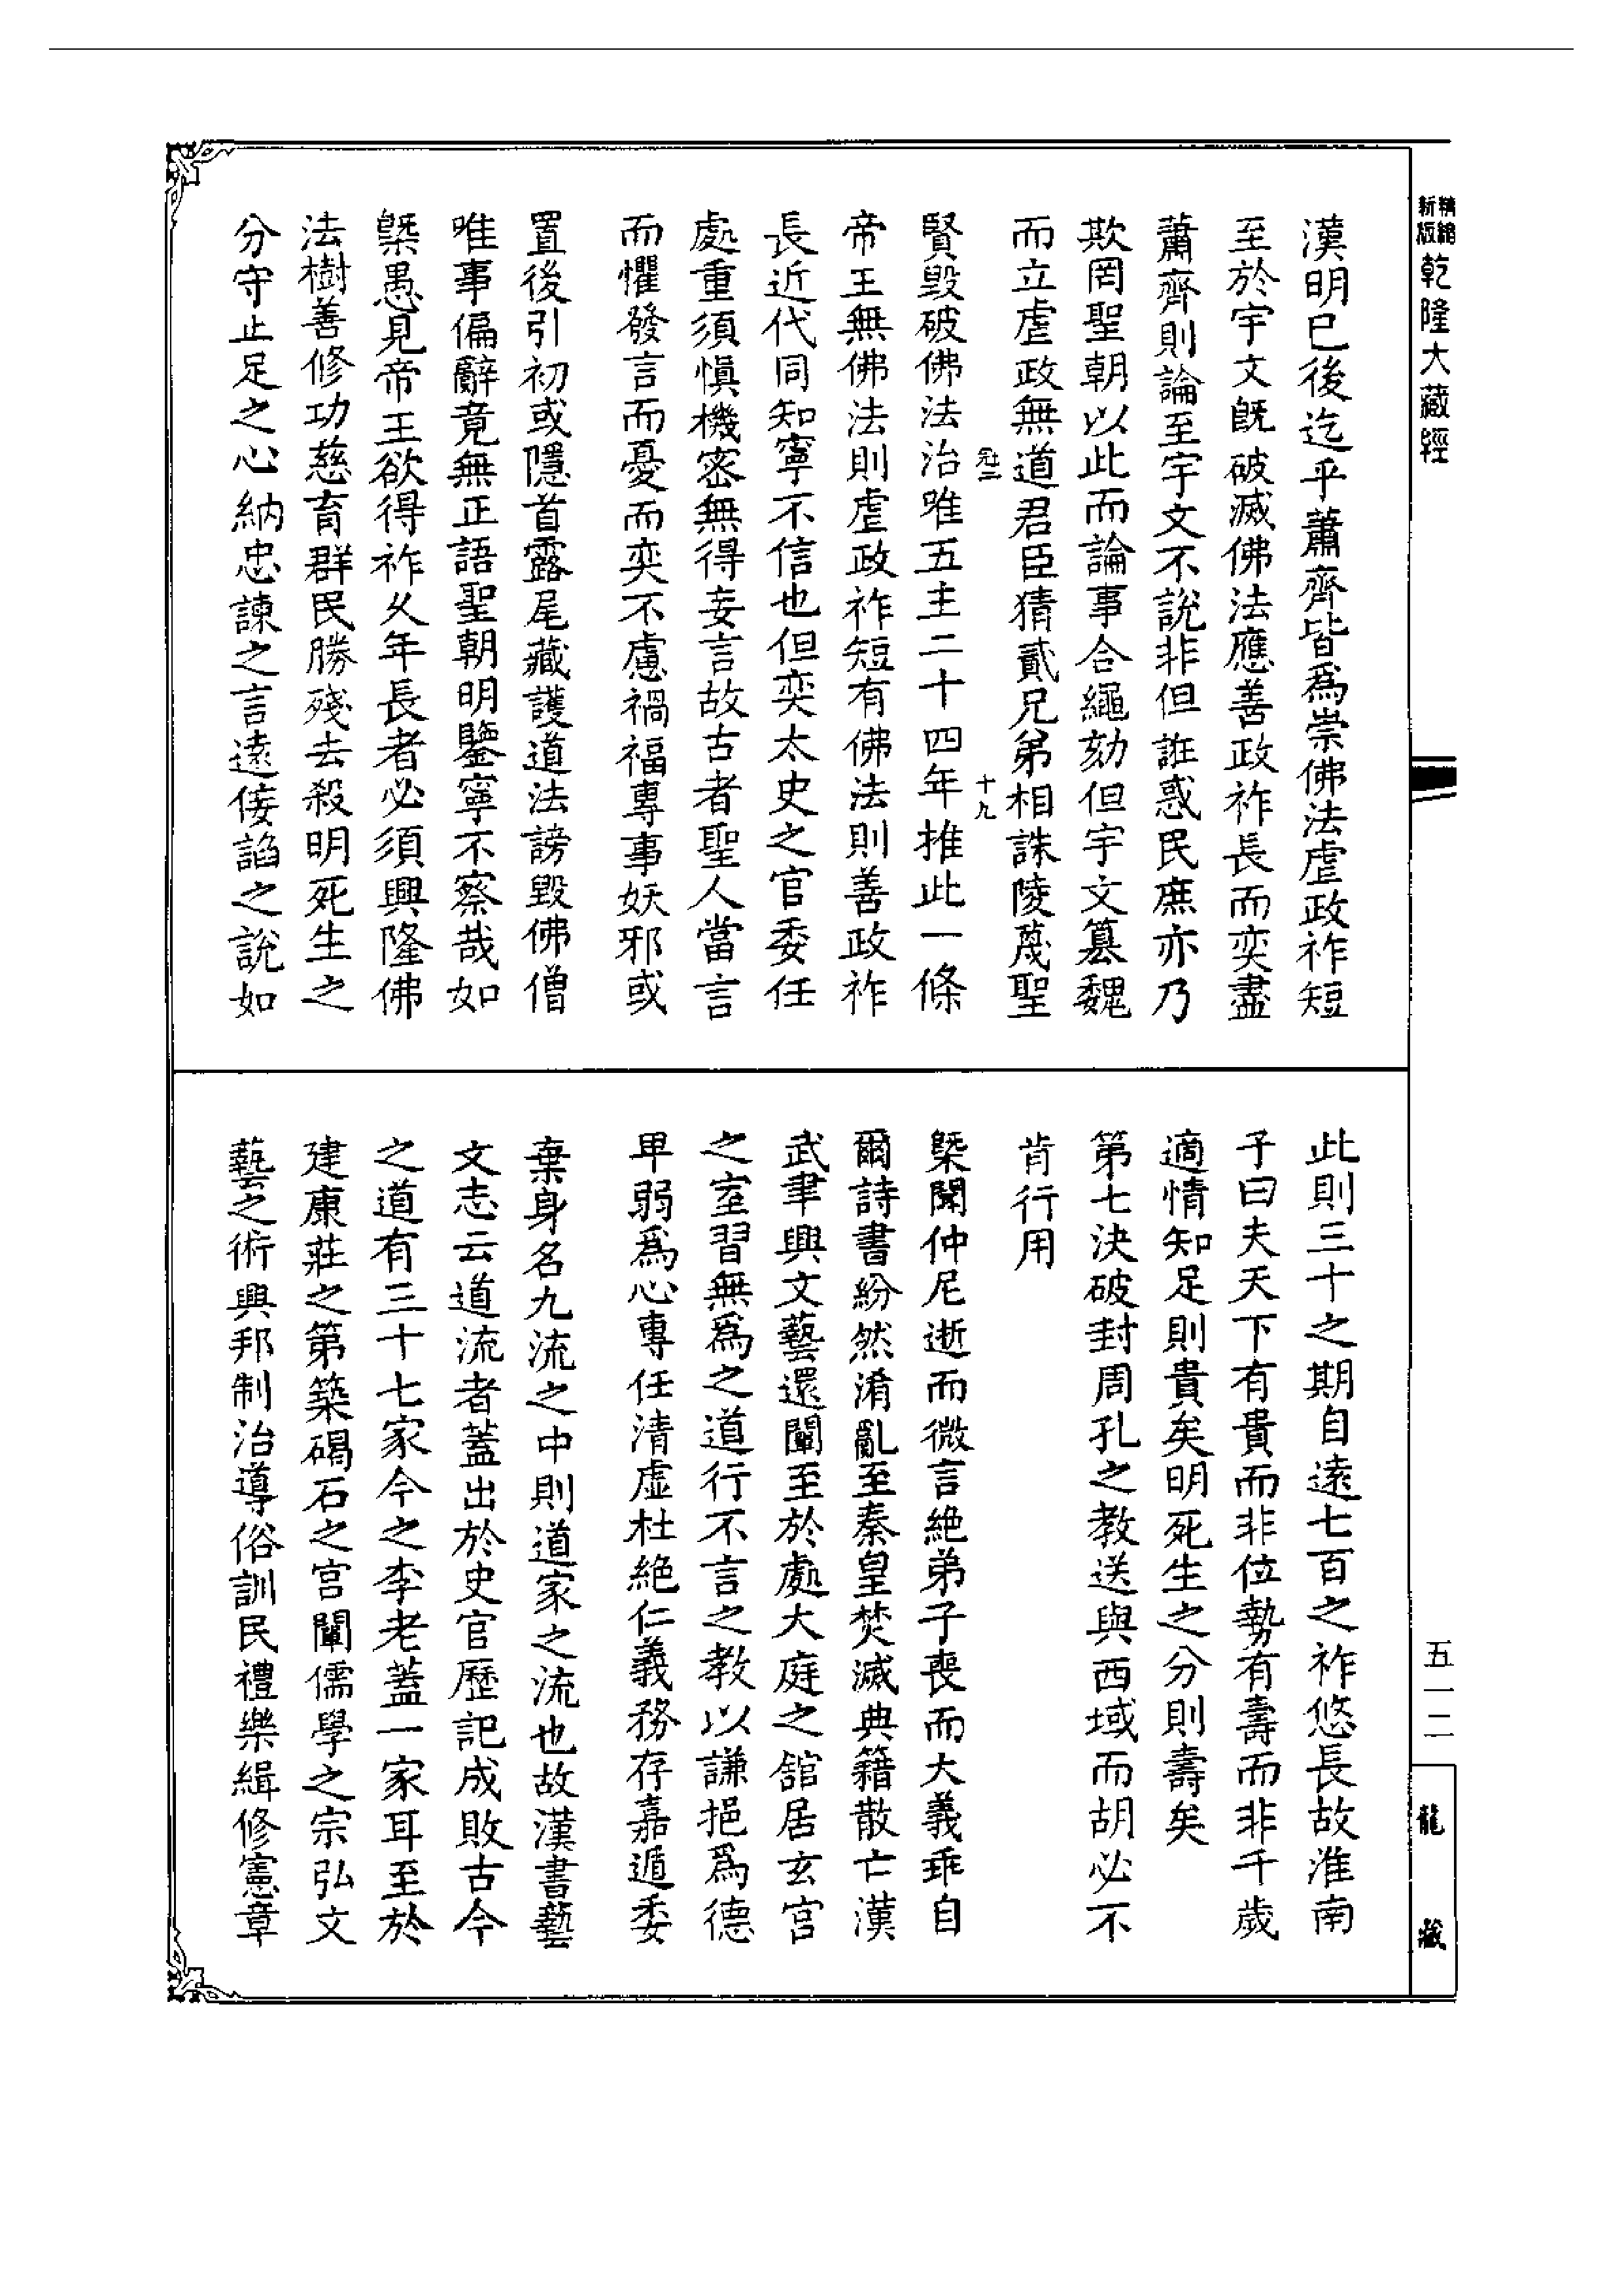 精縮新版乾隆大藏經
漢明已後迄乎蕭齊皆爲崇佛法虐政祚短
至於宇文旣破滅佛法應善政祚長而奕盡
蕭齊則論至宇文不說非但誑惑民庶亦乃
欺罔聖朝以此而論事合繩劾但宇文篡魏
而立虐政無道君臣猜貳兄弟相誅陵蔑聖
十九
賢毀破佛法治唯五主二十四年推此一條
帝王無佛法則虐政祚短有佛法則善政祚
長近代同知寧不信也但奕太史之官委任
處重須愼機密無得妄言故古者聖人當言
而懼發言而憂而奕不慮禍福專事妖邪或
置後引初或隱首露尾藏護道法謗毀佛僧
唯事偏辭竟無正語聖朝明鑒寧不察哉如
槩愚見帝王欲得祚久年長者必須興隆佛
法樹善修功慈育群民勝殘去殺明死生之
分守止足之心納忠諫之言遠佞諂之說如
此則三十之期自遠七百之祚悠長故淮南
子曰夫天下有貴而非位勢有壽而非千歲
適情知足則貴矣明死生之分則壽矣
第七決破封周孔之教送與西域而胡必不
肯行用
槩聞仲尼逝而微言絶弟子喪而大義乖自
爾詩書紛然淆亂至秦皇焚滅典籍散亡漢
武聿興文藝還闡至於處大庭之舘居玄宫
之室習無爲之道行不言之教以謙挹爲德
卑弱爲心專任清虛杜絶仁義務存嘉遁委
棄身名九流之中則道家之流也故漢書藝
文志云道流者蓋出於史官歷記成敗古今
之道有三十七家今之李老蓋一家耳至於
建康莊之第築碣石之宫闡儒學之宗弘文
藝之術興邦制治導俗訓民禮樂緝修憲章
五一二
龍藏